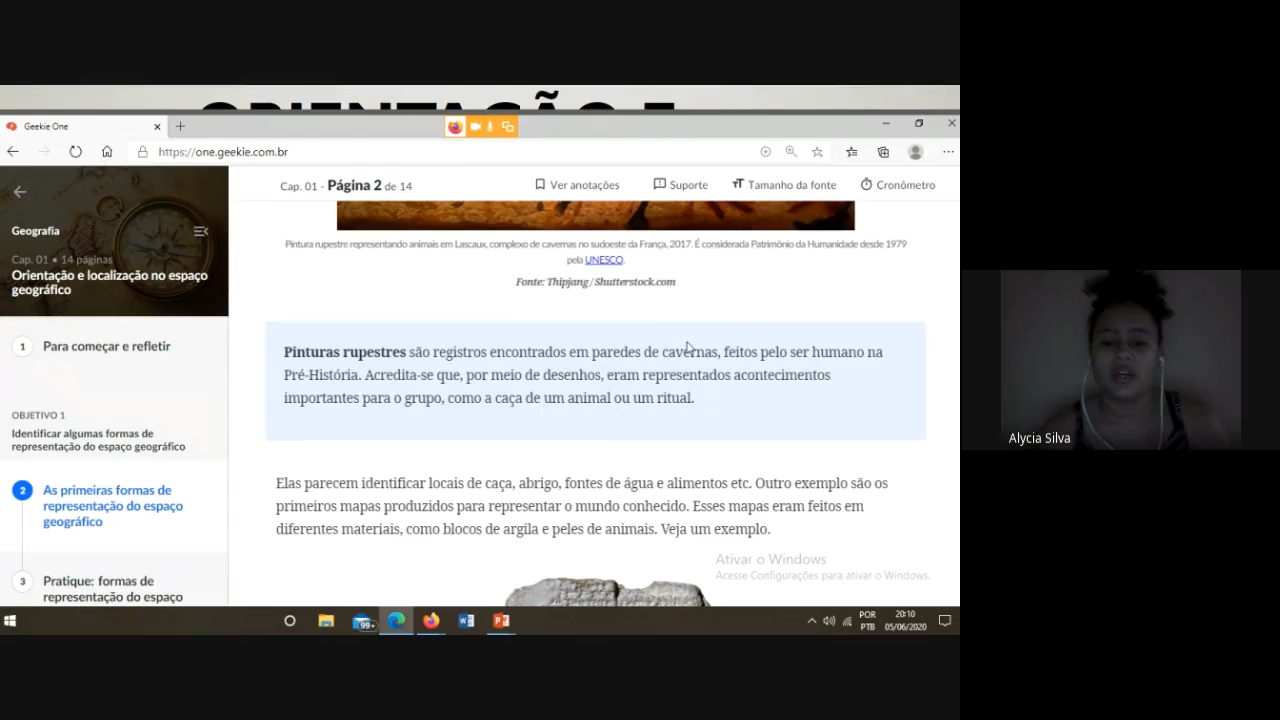 ORIENTAÇÃO E
Geekie One
https://one.geekie.com.br
Cap. 01 - Página 2 de 14
Ver anotações
Suporte
Tamanho da fonte
Cronômetro
Geografia
Cap. 01 • 14 páginas
Orientação e localização no espaço
geográfico
1 Para começar e refletir
OBJETIVO 1
Identificar algumas formas de
representação do espaço geográfico
2 As primeiras formas de
representação do espaço
geográfico
3 Pratique: formas de
representação do espaço
Pintura rupestre representando animais em Lascaux, complexo de cavernas no sudoeste da França, 2017. É considerada Patrimônio da Humanidade desde 1979
pela UNESCO.
Fonte: Thipjang / Shutterstock.com
Pinturas rupestres são registros encontrados em paredes de cavernas, feitos pelo ser humano na
Pré-História. Acredita-se que, por meio de desenhos, eram representados acontecimentos
importantes para o grupo, como a caça de um animal ou um ritual.
Elas parecem identificar locais de caça, abrigo, fontes de água e alimentos etc. Outro exemplo são os
primeiros mapas produzidos para representar o mundo conhecido. Esses mapas eram feitos em
diferentes materiais, como blocos de argila e peles de animais. Veja um exemplo.
Ativar o Windows
Acesse Configurações para ativar o Windows.
99+
POR
PTB
20:10
05/06/2020
Alycia Silva